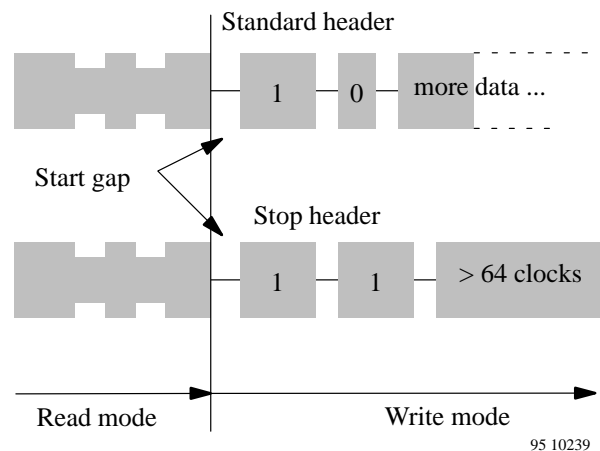 Standard header
1 0 more data ...
Start gap
Stop header
1 1 > 64 clocks
Read mode Write mode
95 10239